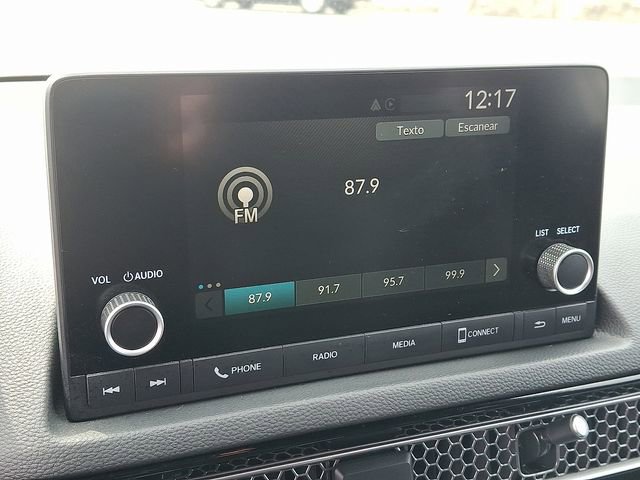 12:17
Texto Escanear
87.9
FM
LIST SELECT
VOL AUDIO
87.9 91.7 95.7 99.9
PHONE RADIO MEDIA CONNECT MENU